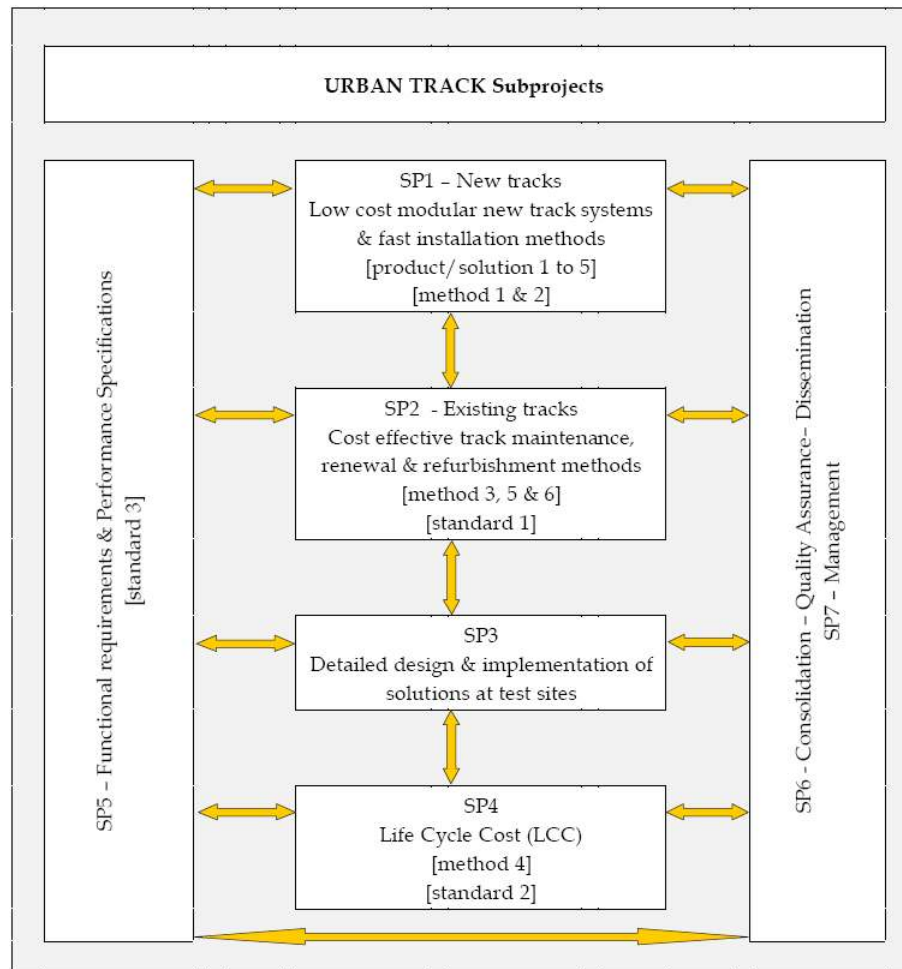 URBAN TRACK Subprojects
SP5 – Functional requirements & Performance Specifications
[standard 3]
SP1 – New tracks
Low cost modular new track systems
& fast installation methods
[product/solution 1 to 5]
[method 1 & 2]
SP2 - Existing tracks
Cost effective track maintenance,
renewal & refurbishment methods
[method 3, 5 & 6]
[standard 1]
SP3
Detailed design & implementation of
solutions at test sites
SP4
Life Cycle Cost (LCC)
[method 4]
[standard 2]
SP6 - Consolidation – Quality Assurance– Dissemination
SP7 – Management